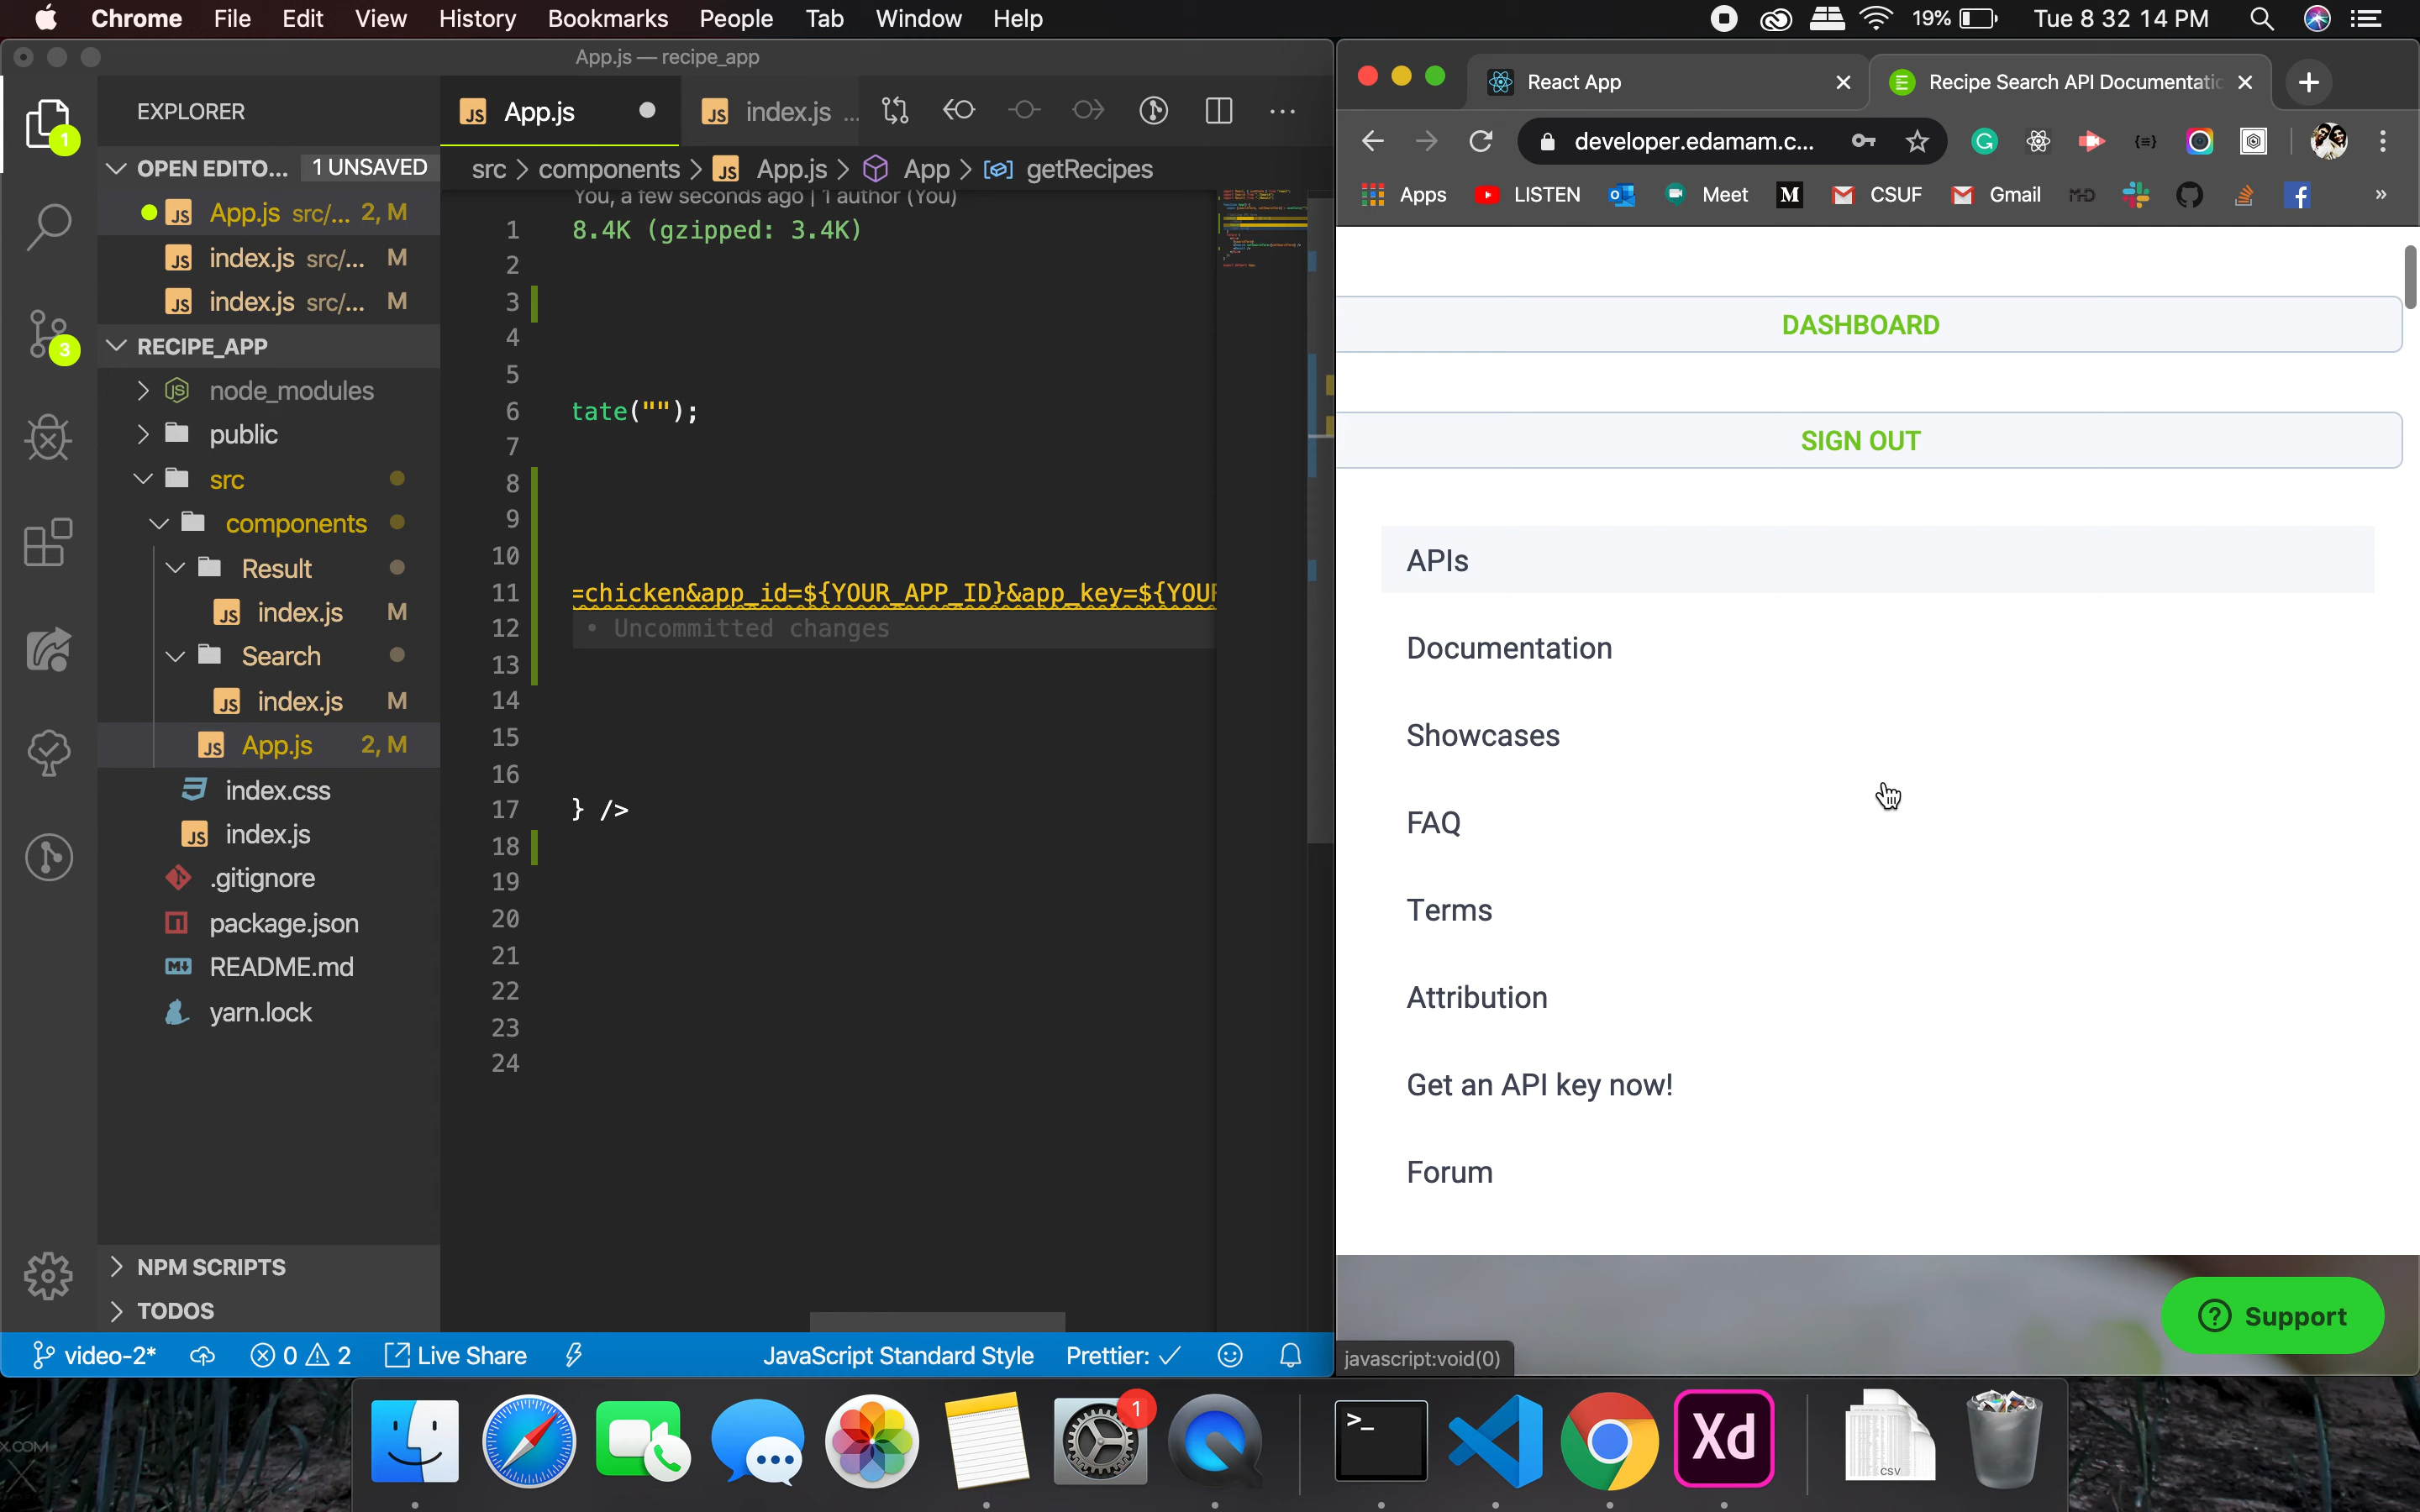 Chrome File Edit View History Bookmarks People Tab Window Help
19% Tue 8 32 14 PM
App.js — recipe_app
EXPLORER
OPEN EDITO... 1 UNSAVED
App.js src/... 2, M
index.js src/... M
index.js src/... M
RECIPE_APP
node_modules
public
src
components
Result
index.js M
Search
index.js M
App.js 2, M
index.css
index.js
.gitignore
package.json
README.md
yarn.lock
NPM SCRIPTS
TODOS
1
3
App.js
index.js ...
src > components > App.js > App > getRecipes
You, a few seconds ago | 1 author (You)
1 8.4K (gzipped: 3.4K)
2
3
4
5
6 tate("");
7
8
9
10
11 =chicken&app_id=${YOUR_APP_ID}&app_key=${YOUR
12 • Uncommitted changes
13
14
15
16
17 } />
18
19
20
21
22
23
24
video-2* 0 2 Live Share JavaScript Standard Style Prettier: ✓
React App
Recipe Search API Documentatic
developer.edamam.c...
Apps LISTEN Meet CSUF Gmail »
DASHBOARD
SIGN OUT
APIs
Documentation
Showcases
FAQ
Terms
Attribution
Get an API key now!
Forum
Support
javascript:void(0)
1
Xd
CSV
X.COM